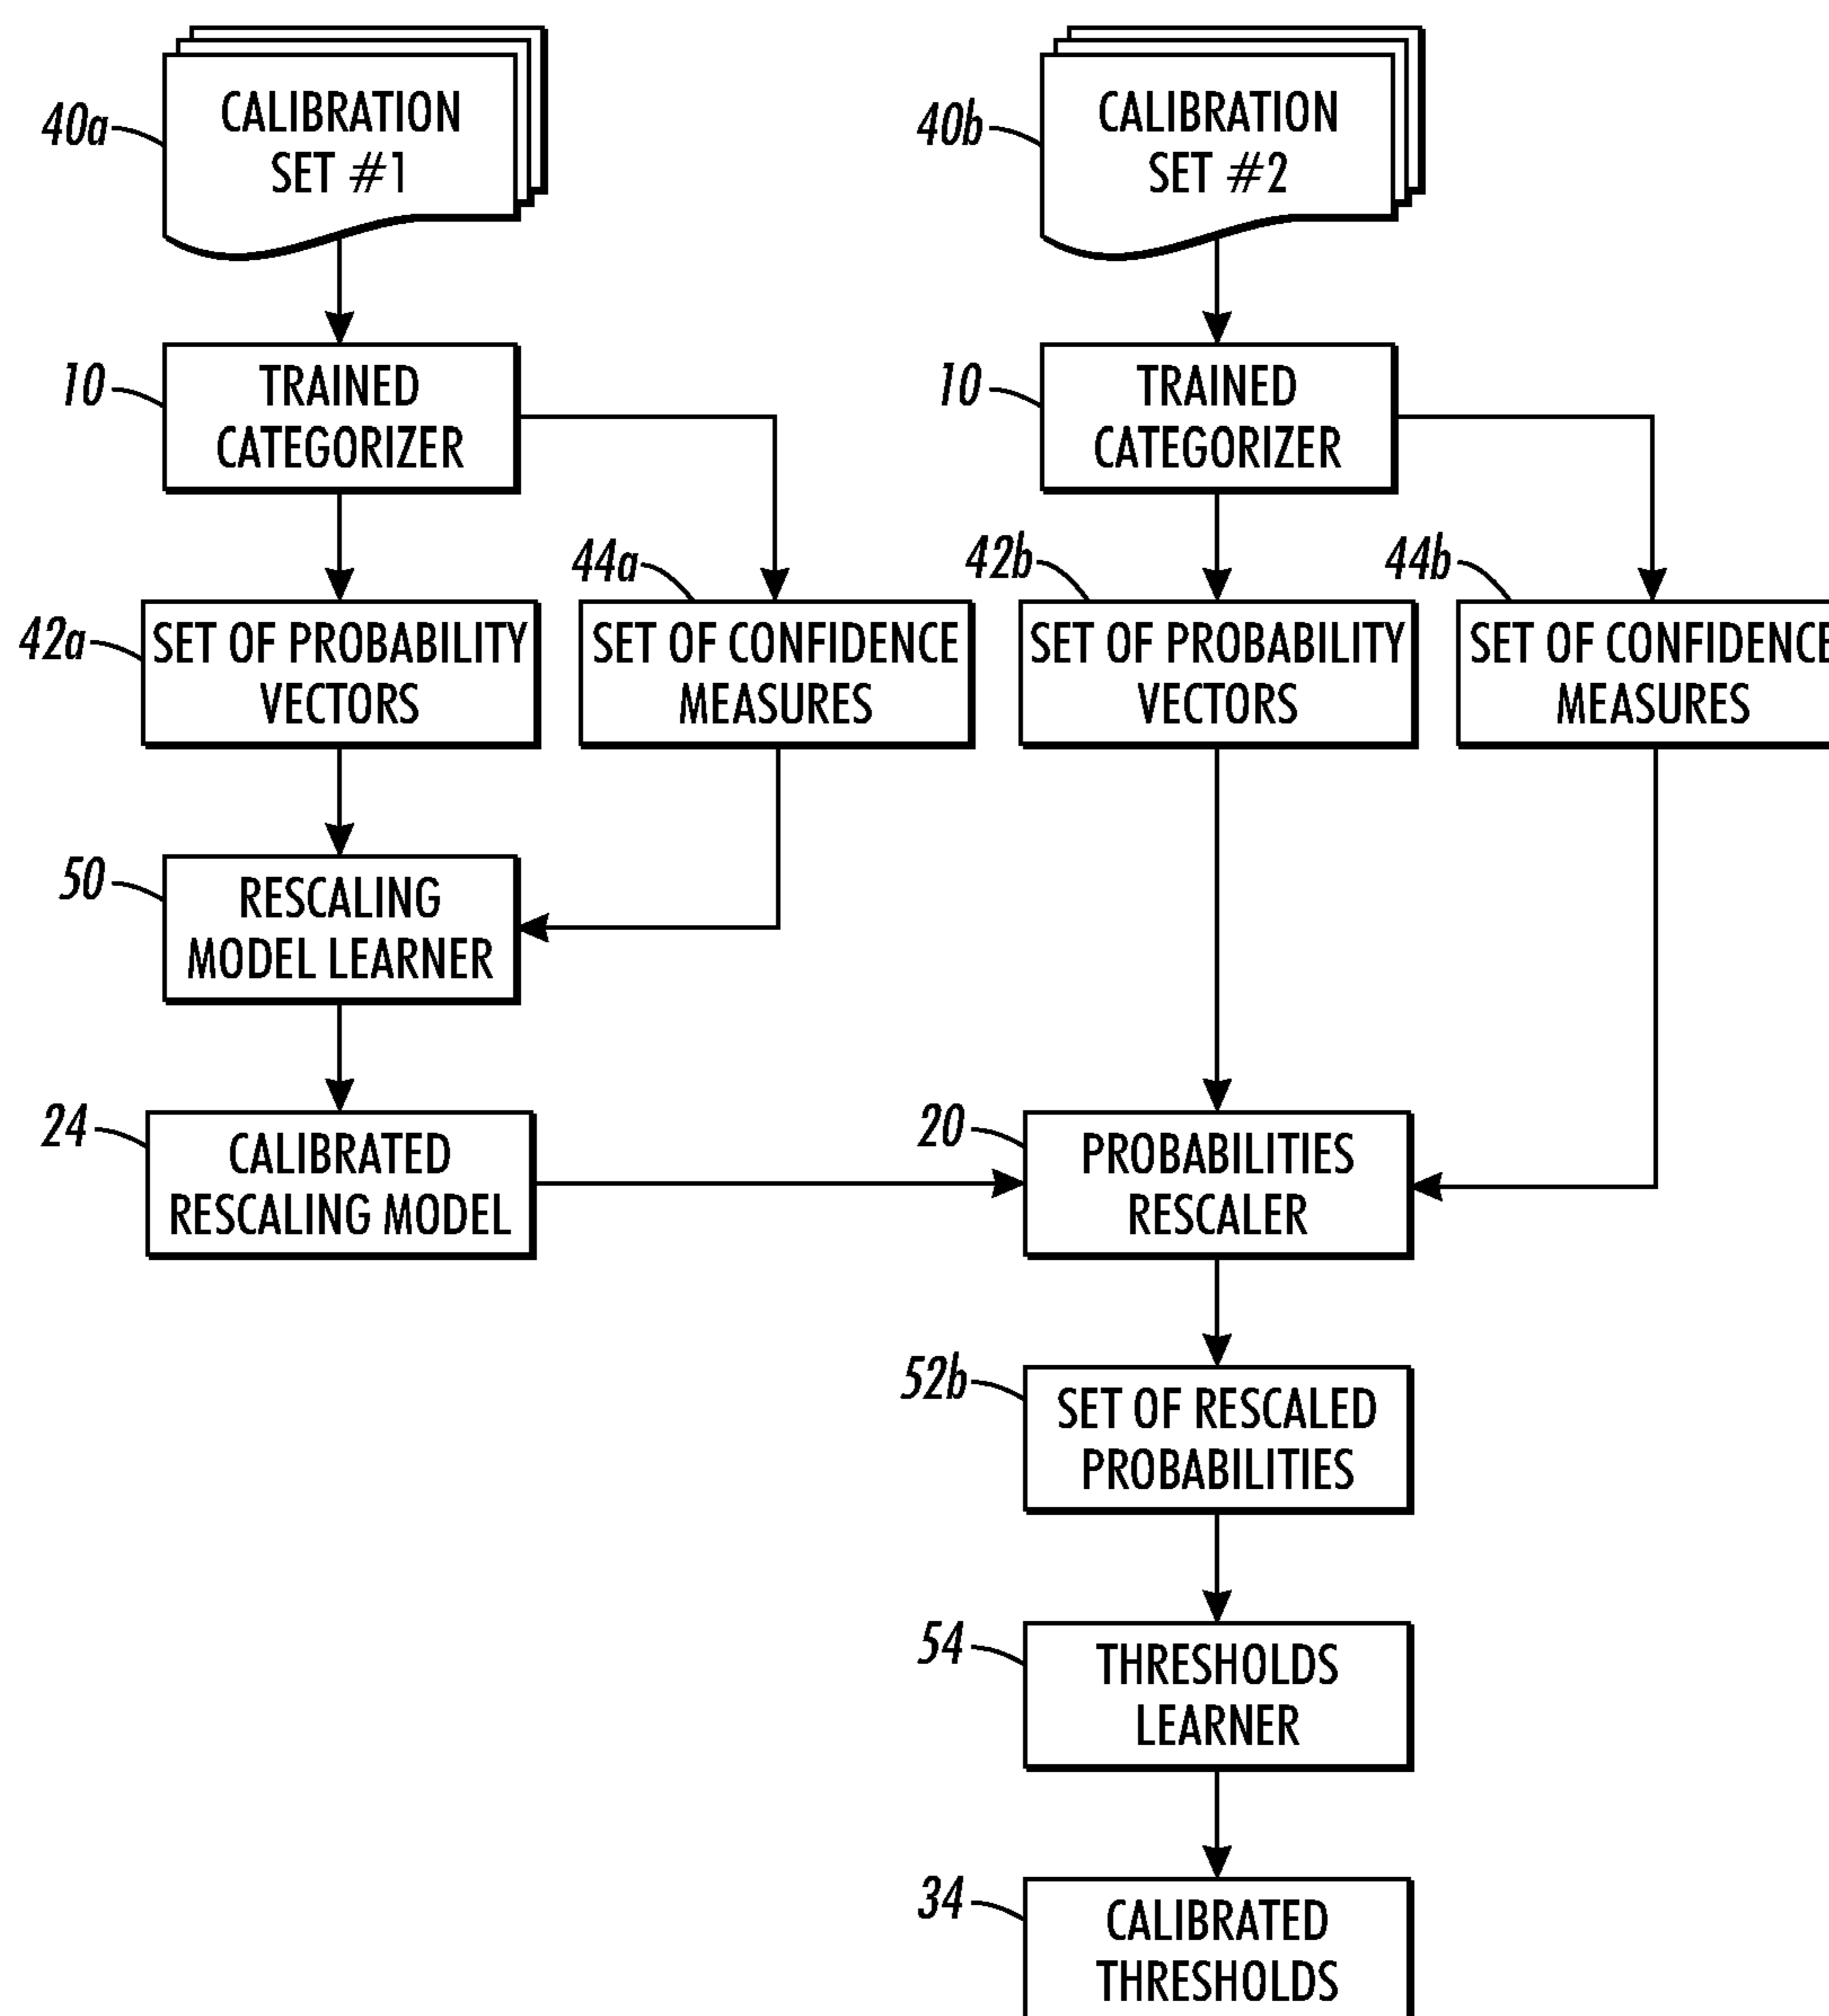 40a
CALIBRATION
SET #1
40b
CALIBRATION
SET #2
10
TRAINED
CATEGORIZER
10
TRAINED
CATEGORIZER
42a
SET OF PROBABILITY
VECTORS
44a
SET OF CONFIDENCE
MEASURES
42b
SET OF PROBABILITY
VECTORS
44b
SET OF CONFIDENCE
MEASURES
50
RESCALING
MODEL LEARNER
24
CALIBRATED
RESCALING MODEL
20
PROBABILITIES
RESCALER
52b
SET OF RESCALED
PROBABILITIES
54
THRESHOLDS
LEARNER
34
CALIBRATED
THRESHOLDS